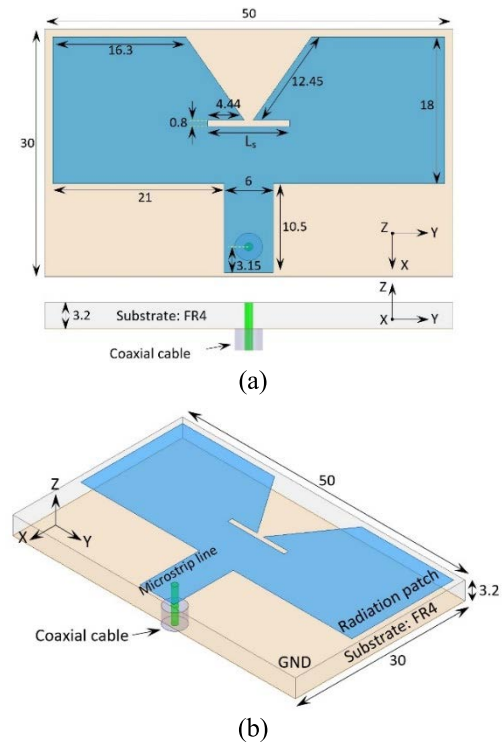 50
16.3
12.45
4.44
0.8
18
Ls
30
6
21
10.5
3.15
Z
Y
X
Z
3.2
Substrate: FR4
X
Y
Coaxial cable
(a)
50
Z
X
Y
Microstrip line
Radiation patch
3.2
Substrate: FR4
Coaxial cable
GND
30
(b)